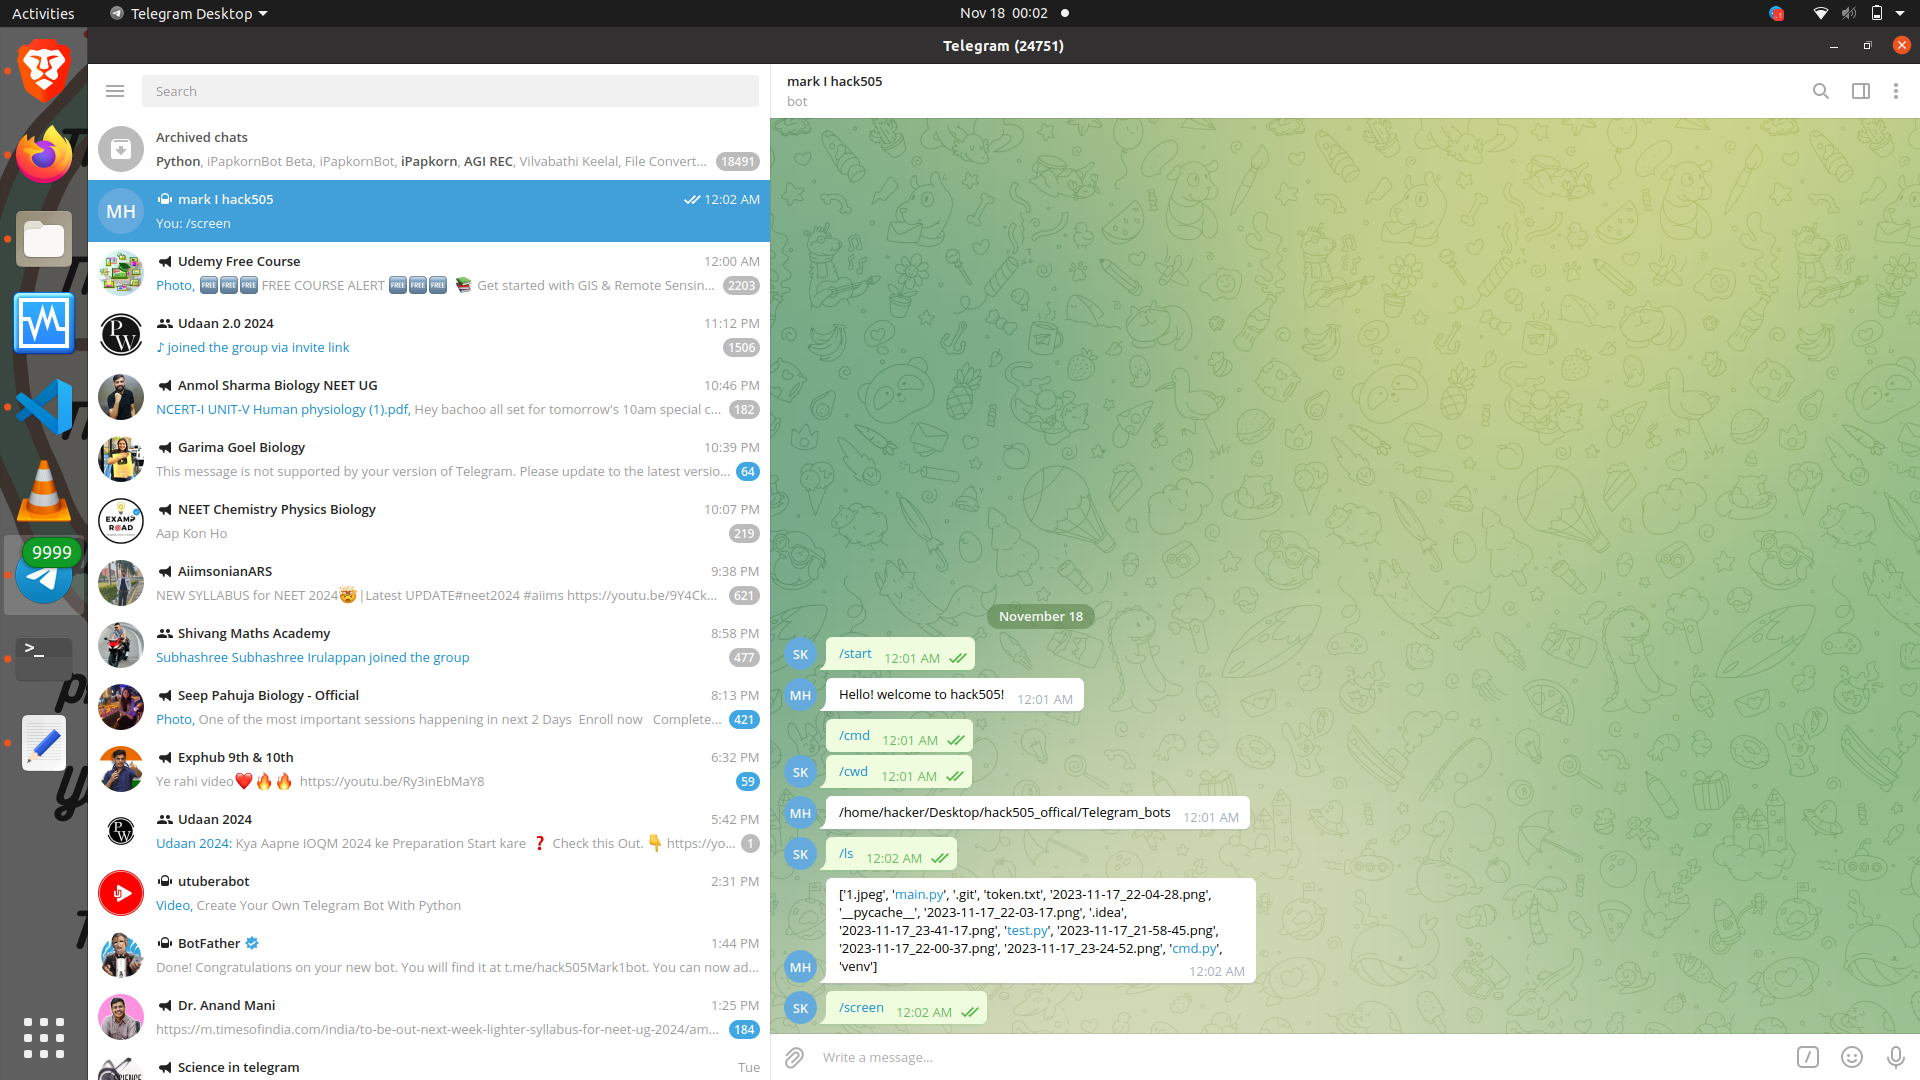 Activities
Telegram Desktop
Nov 18 00:02
Telegram (24751)
Search
Archived chats
Python, iPapkornBot Beta, iPapkornBot, iPapkorn, AGI REC, Vilvabathi Keelal, File Convert...
18491
MH
mark I hack505
12:02 AM
You: /screen
Udemy Free Course
12:00 AM
Photo, FREE FREE FREE FREE COURSE ALERT FREE FREE FREE 📚 Get started with GIS & Remote Sensin...
2203
Udaan 2.0 2024
11:12 PM
♪ joined the group via invite link
1506
Anmol Sharma Biology NEET UG
10:46 PM
NCERT-I UNIT-V Human physiology (1).pdf, Hey bachoo all set for tomorrow's 10am special c...
182
Garima Goel Biology
10:39 PM
This message is not supported by your version of Telegram. Please update to the latest versio...
64
EXAMP ROAD
NEET Chemistry Physics Biology
10:07 PM
Aap Kon Ho
219
AiimsonianARS
9:38 PM
NEW SYLLABUS for NEET 2024🤯|Latest UPDATE#neet2024 #aiims https://youtu.be/9Y4Ck...
621
Shivang Maths Academy
8:58 PM
Subhashree Subhashree Irulappan joined the group
477
Seep Pahuja Biology - Official
8:13 PM
Photo, One of the most important sessions happening in next 2 Days Enroll now Complete...
421
Exphub 9th & 10th
6:32 PM
Ye rahi video❤️🔥🔥 https://youtu.be/Ry3inEbMaY8
59
Udaan 2024
5:42 PM
Udaan 2024: Kya Aapne IOQM 2024 ke Preparation Start kare ❓ Check this Out. 👇 https://yo...
1
utuberabot
2:31 PM
Video, Create Your Own Telegram Bot With Python
BotFather
1:44 PM
Done! Congratulations on your new bot. You will find it at t.me/hack505Mark1bot. You can now ad...
Dr. Anand Mani
1:25 PM
https://m.timesofindia.com/india/to-be-out-next-week-lighter-syllabus-for-neet-ug-2024/am...
184
Science in telegram
Tue
9999
mark I hack505
bot
November 18
SK
/start 12:01 AM
MH
Hello! welcome to hack505! 12:01 AM
/cmd 12:01 AM
SK
/cwd 12:01 AM
MH
/home/hacker/Desktop/hack505_offical/Telegram_bots 12:01 AM
SK
/ls 12:02 AM
['1.jpeg', 'main.py', '.git', 'token.txt', '2023-11-17_22-04-28.png',
'__pycache__', '2023-11-17_22-03-17.png', '.idea',
'2023-11-17_23-41-17.png', 'test.py', '2023-11-17_21-58-45.png',
'2023-11-17_22-00-37.png', '2023-11-17_23-24-52.png', 'cmd.py',
'venv']
MH
12:02 AM
SK
/screen 12:02 AM
Write a message...